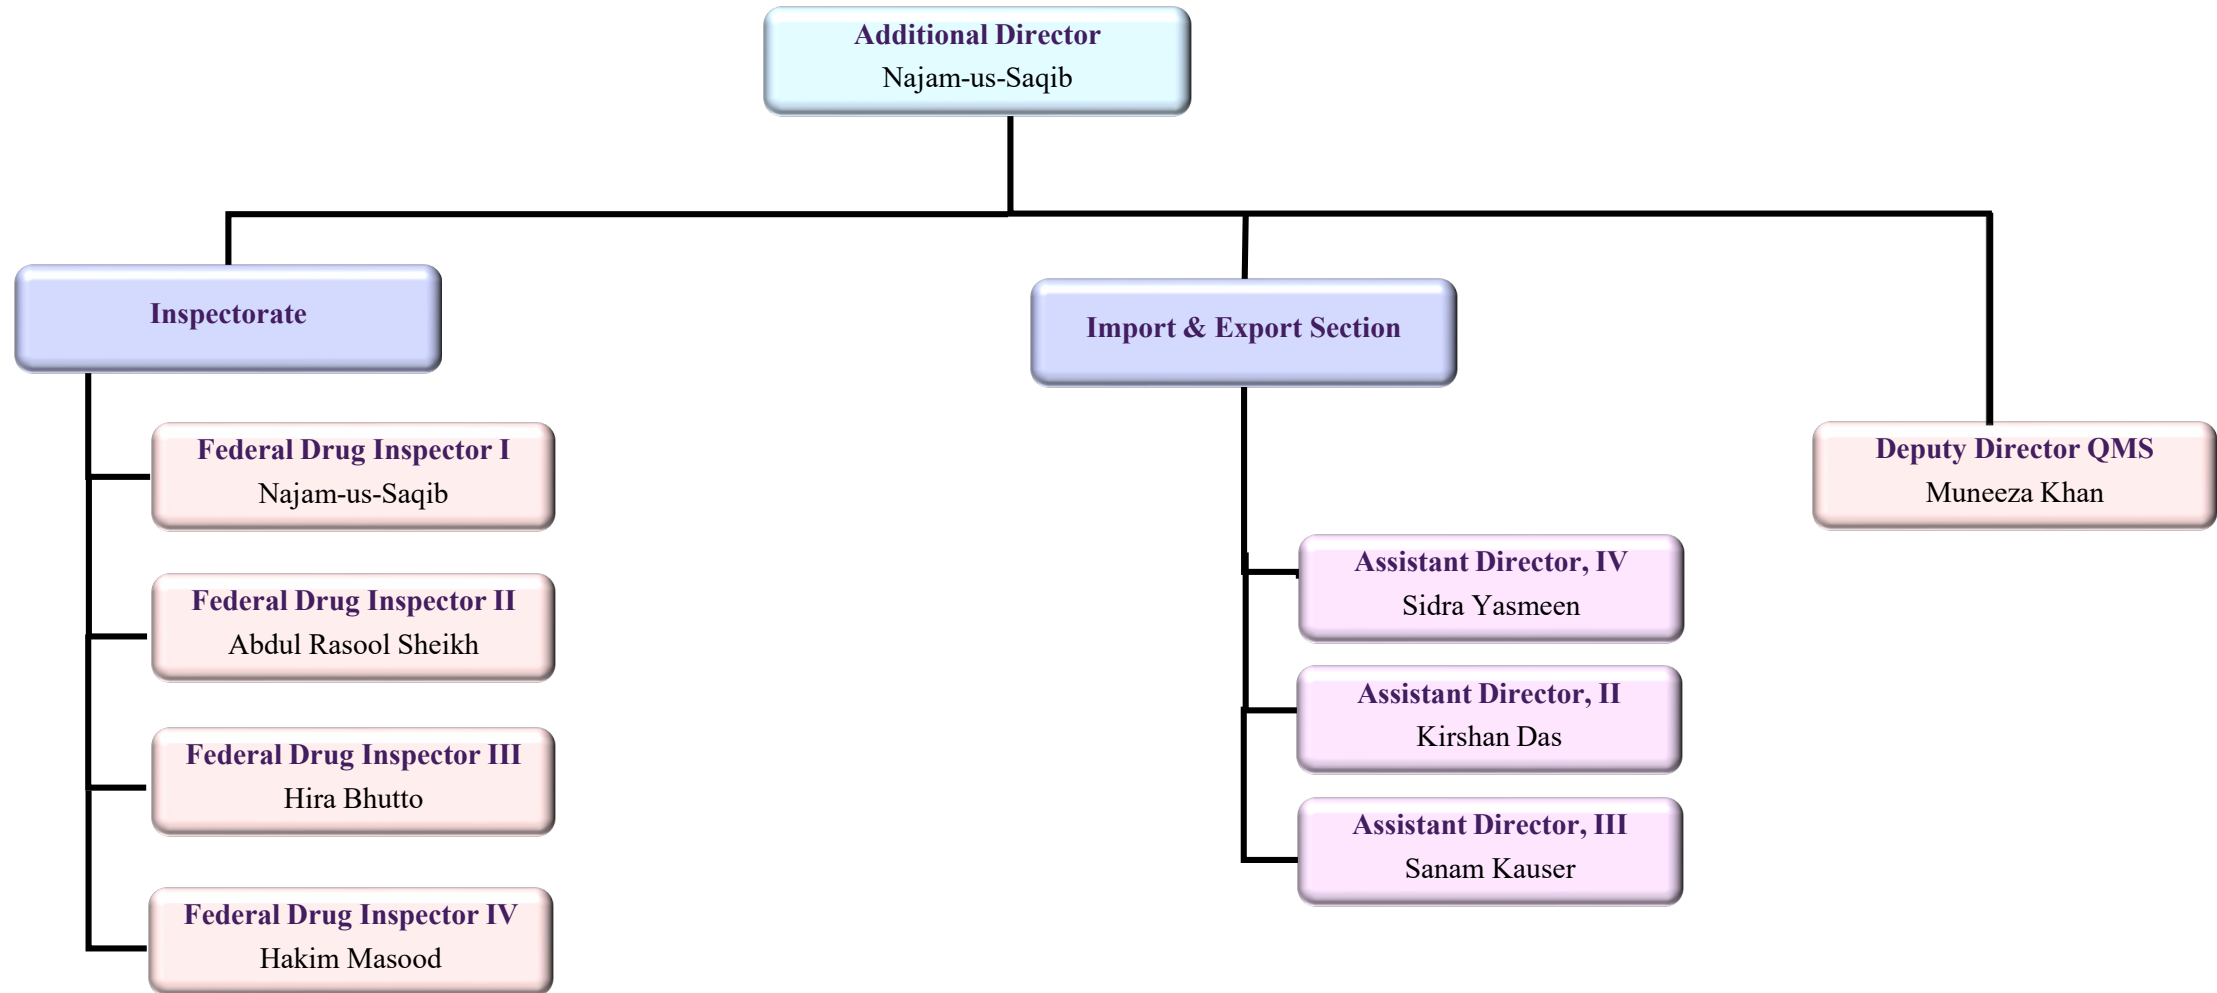 Additional Director
Najam-us-Saqib
Inspectorate
Import & Export Section
Federal Drug Inspector I
Najam-us-Saqib
Federal Drug Inspector II
Abdul Rasool Sheikh
Federal Drug Inspector III
Hira Bhutto
Federal Drug Inspector IV
Hakim Masood
Assistant Director, IV
Sidra Yasmeen
Assistant Director, II
Kirshan Das
Assistant Director, III
Sanam Kauser
Deputy Director QMS
Muneeza Khan